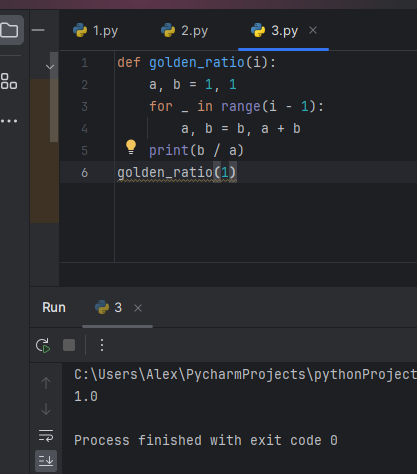 1.py 2.py 3.py
1 def golden_ratio(i):
2 a, b = 1, 1
3 for _ in range(i - 1):
4 a, b = b, a + b
5 print(b / a)
6 golden_ratio(1)
Run 3
C:\Users\Alex\PycharmProjects\pythonProject
1.0
Process finished with exit code 0